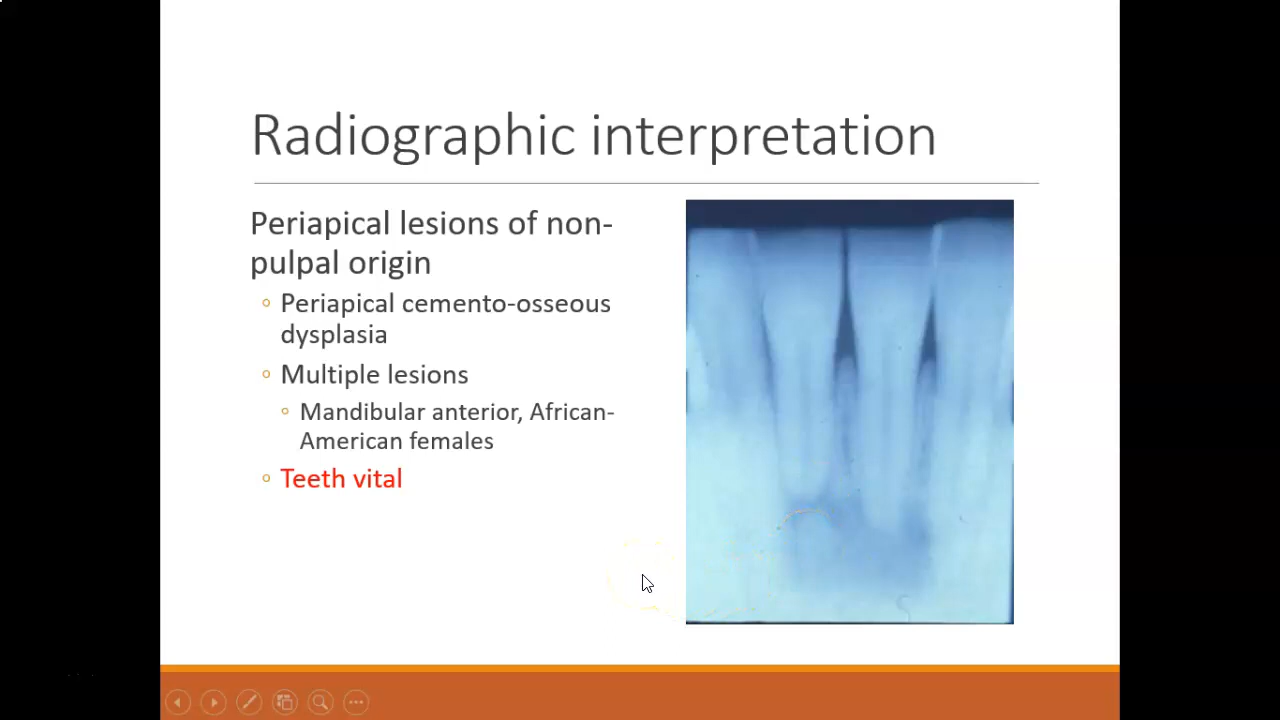 Radiographic interpretation
Periapical lesions of non-
pulpal origin
Periapical cemento-osseous
dysplasia
Multiple lesions
Mandibular anterior, African-
American females
Teeth vital